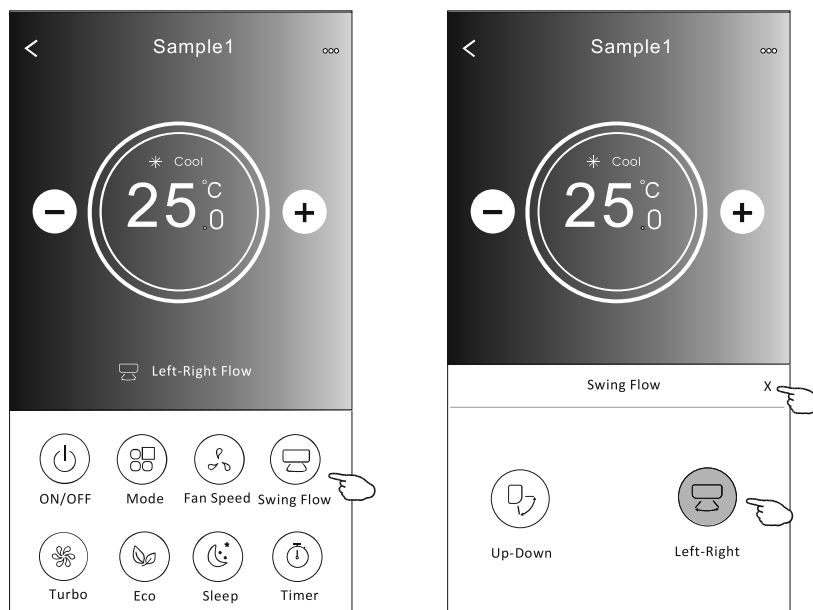 Sample1
Cool
25.0°C
Left-Right Flow
ON/OFF Mode Fan Speed Swing Flow
Turbo Eco Sleep Timer
Sample1
Cool
25.0°C
Swing Flow X
Up-Down Left-Right